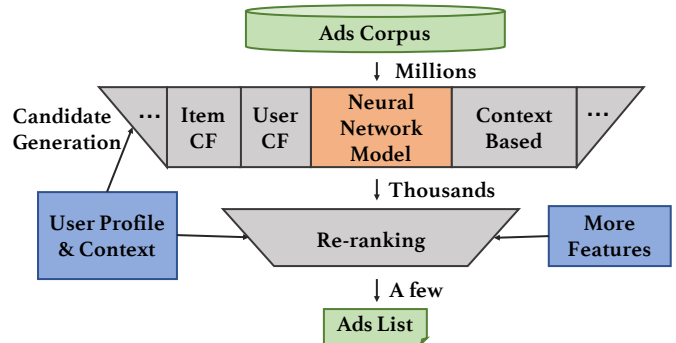 Ads Corpus
Millions
Candidate
Generation
...
Item
CF
User
CF
Neural
Network
Model
Context
Based
...
Thousands
User Profile
& Context
Re-ranking
More
Features
A few
Ads List